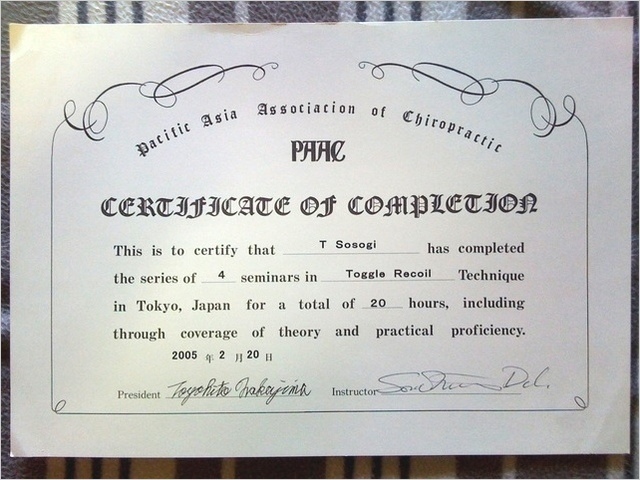 Pacific Asia Association of Chiropractic
PAAC
CERTIFICATE OF COMPLETION
This is to certify that T Sosogi has completed
the series of 4 seminars in Toggle Recoil Technique
in Tokyo, Japan for a total of 20 hours, including
through coverage of theory and practical proficiency.
2005 年 2 月 20 日
President Toyohito Nakajima Instructor